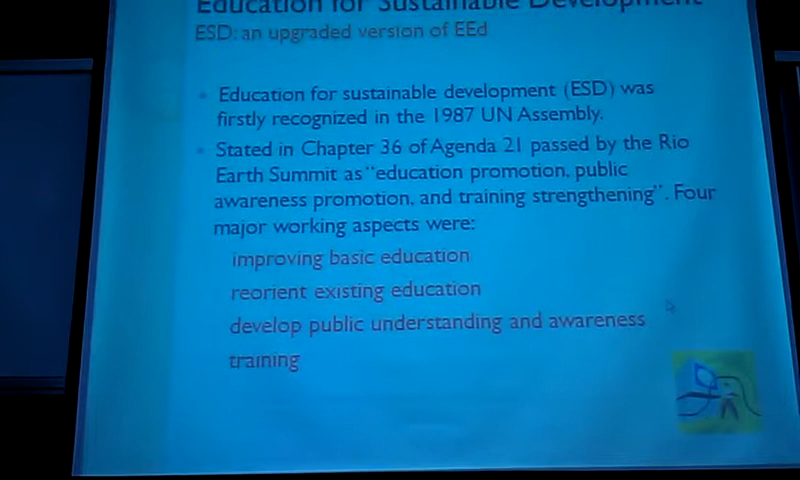 Education for Sustainable Development
ESD: an upgraded version of EEd
Education for sustainable development (ESD) was
firstly recognized in the 1987 UN Assembly.
Stated in Chapter 36 of Agenda 21 passed by the Rio
Earth Summit as "education promotion, public
awareness promotion, and training strengthening". Four
major working aspects were:
improving basic education
reorient existing education
develop public understanding and awareness
training